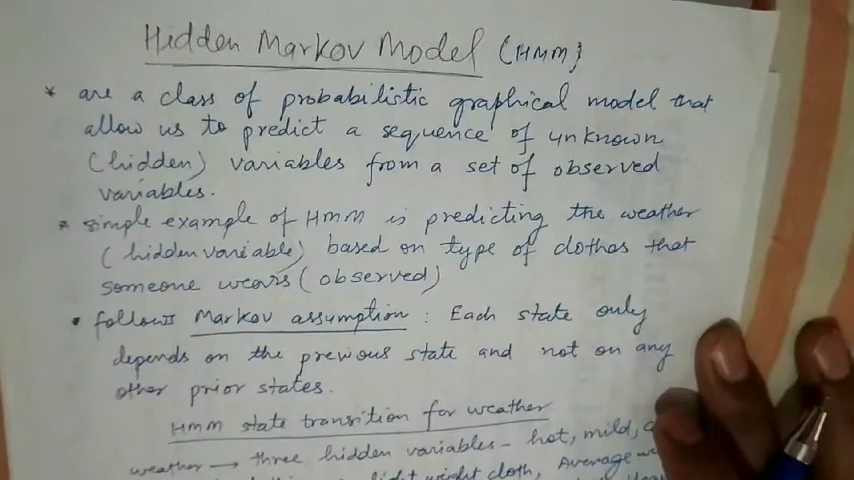 Hidden Markov Model (HMM)
* are a class of probabilistic graphical model that
allow us to predict a sequence of unknown
(hidden) variables from a set of observed
variables.
* simple example of HMM is predicting the weather
(hidden variable) based on type of clothes that
someone wears (observed)
• follows Markov assumption : Each state only
depends on the previous state and not on any
other prior states.
HMM state transition for weather
weather → three hidden variables - hot, mild,
light weight cloth, Average